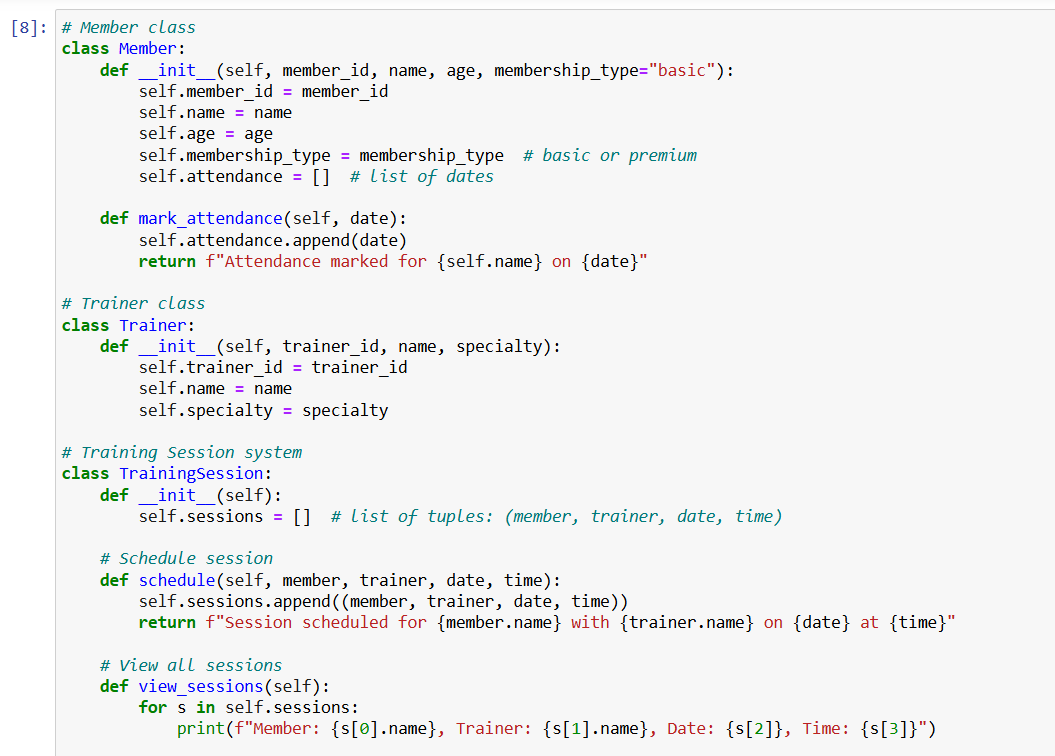 [8]: # Member class
class Member:
    def __init__(self, member_id, name, age, membership_type="basic"):
        self.member_id = member_id
        self.name = name
        self.age = age
        self.membership_type = membership_type  # basic or premium
        self.attendance = []  # list of dates

    def mark_attendance(self, date):
        self.attendance.append(date)
        return f"Attendance marked for {self.name} on {date}"

# Trainer class
class Trainer:
    def __init__(self, trainer_id, name, specialty):
        self.trainer_id = trainer_id
        self.name = name
        self.specialty = specialty

# Training Session system
class TrainingSession:
    def __init__(self):
        self.sessions = []  # list of tuples: (member, trainer, date, time)

    # Schedule session
    def schedule(self, member, trainer, date, time):
        self.sessions.append((member, trainer, date, time))
        return f"Session scheduled for {member.name} with {trainer.name} on {date} at {time}"

    # View all sessions
    def view_sessions(self):
        for s in self.sessions:
            print(f"Member: {s[0].name}, Trainer: {s[1].name}, Date: {s[2]}, Time: {s[3]}")